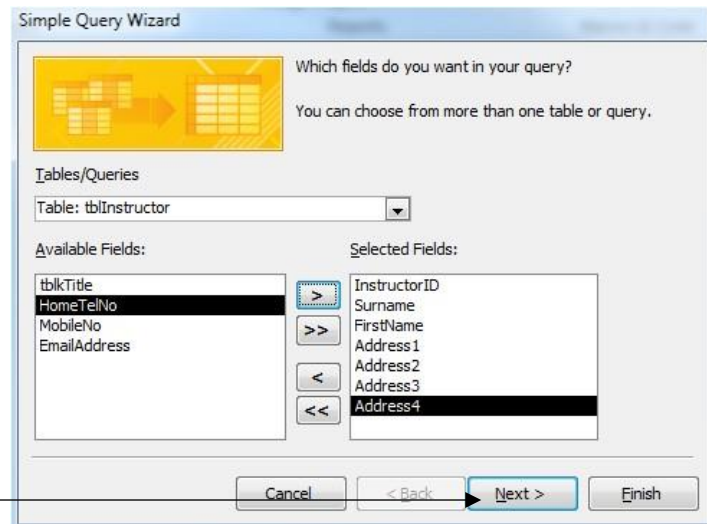 Simple Query Wizard
Which fields do you want in your query?
You can choose from more than one table or query.
Tables/Queries
Table: tblInstructor
Available Fields:
Selected Fields:
tblkTitle
HomeTelNo
MobileNo
EmailAddress
>
>>
<
<<
InstructorID
Surname
FirstName
Address1
Address2
Address3
Address4
Cancel
< Back
Next >
Finish